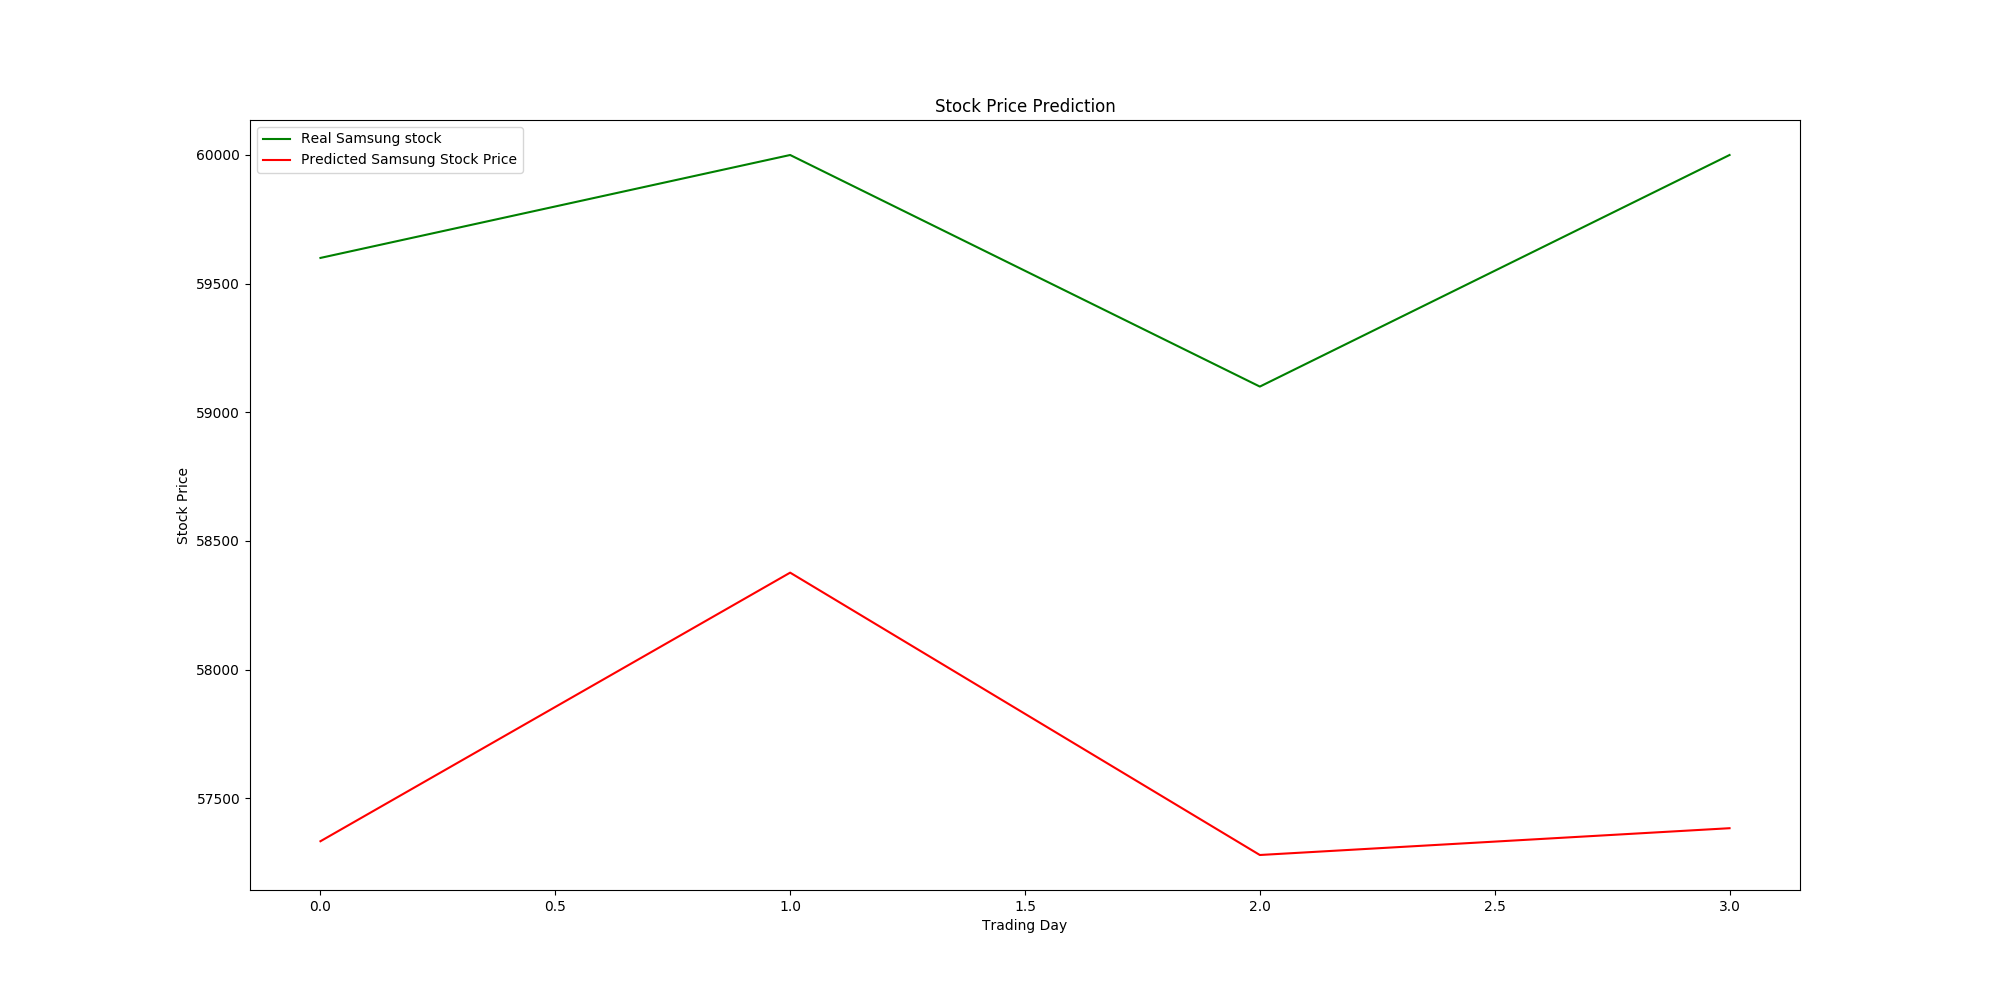 Stock Price Prediction
Real Samsung stock
Predicted Samsung Stock Price
60000
59500
59000
58500
58000
57500
Stock Price
0.0 0.5 1.0 1.5 2.0 2.5 3.0
Trading Day